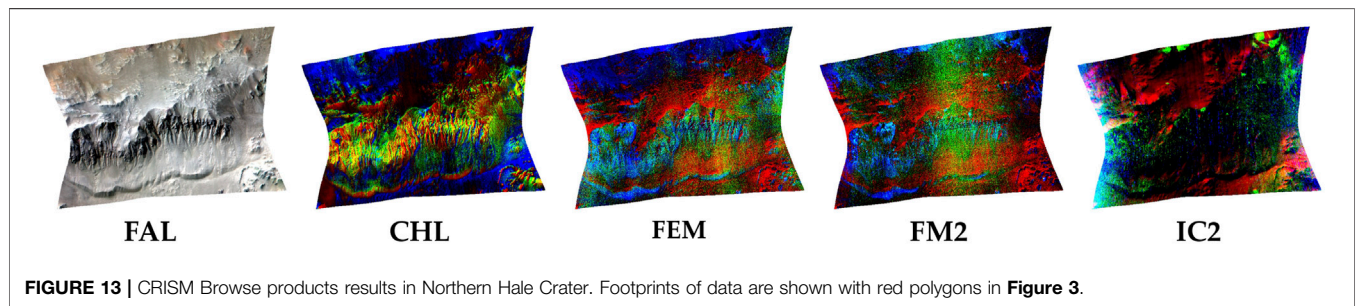 FAL CHL FEM FM2 IC2
FIGURE 13 | CRISM Browse products results in Northern Hale Crater. Footprints of data are shown with red polygons in Figure 3.